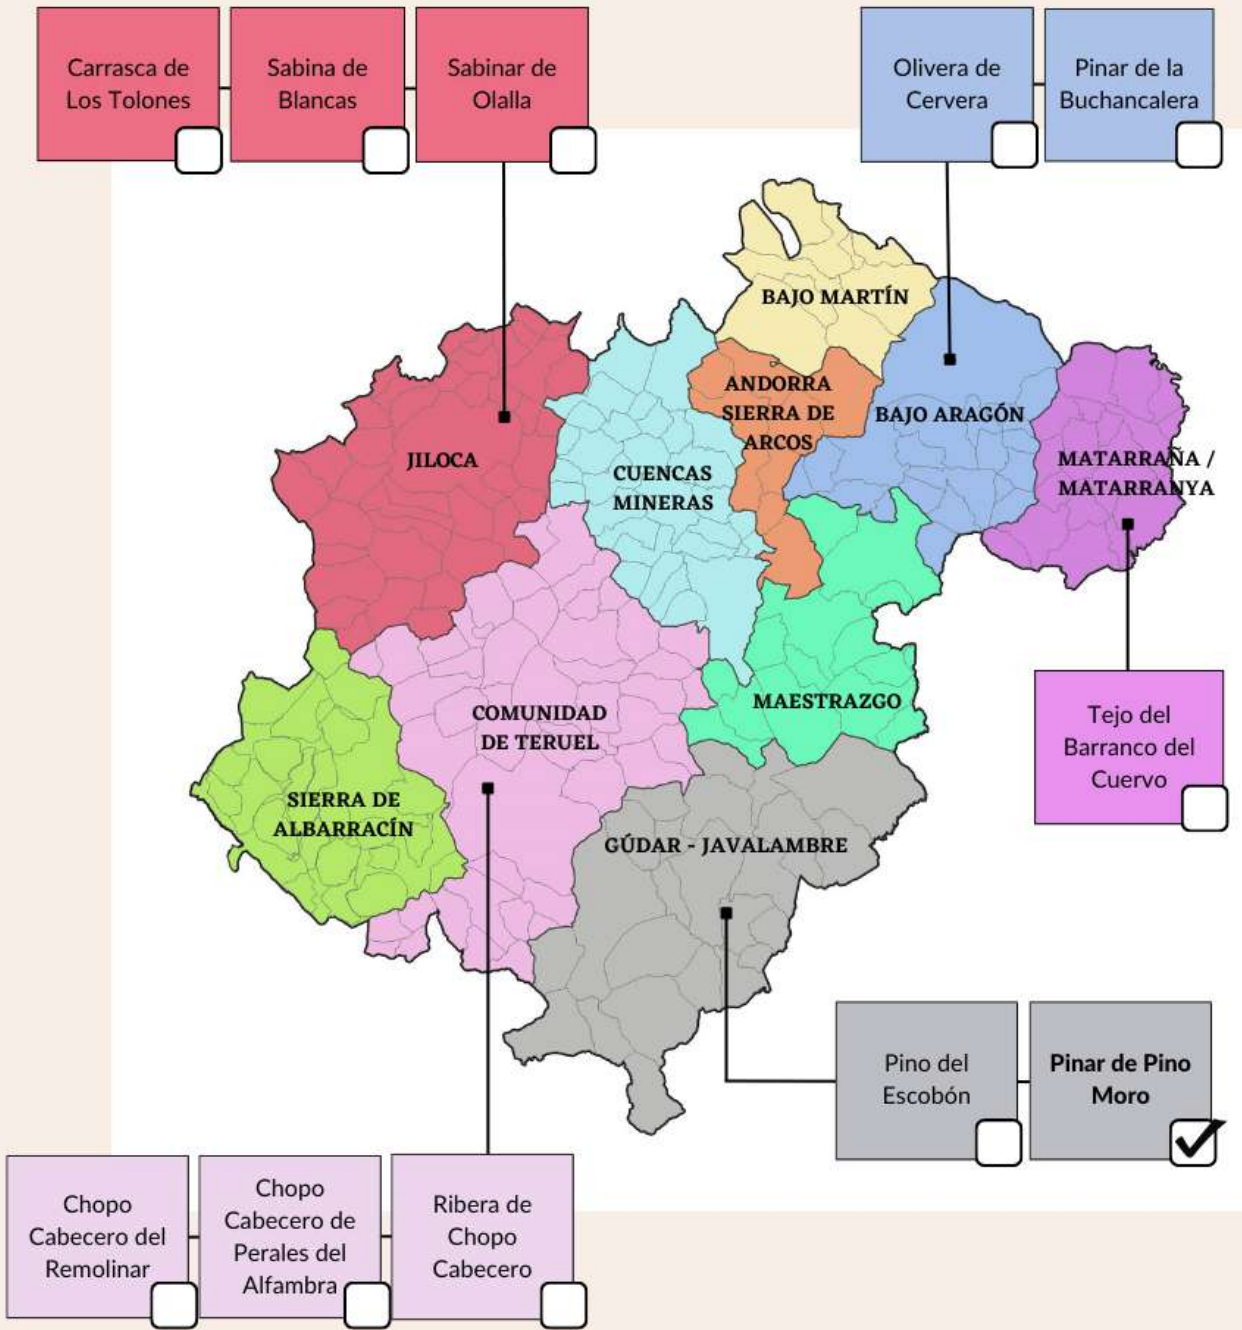 Carrasca de
Los Tolones
Sabina de
Blancas
Sabinar de
Olalla
Olivera de
Cervera
Pinar de la
Buchancalera
BAJO MARTÍN
ANDORRA
SIERRA DE
ARCOS
BAJO ARAGÓN
JILOCA
CUENCAS
MINERAS
MATARRAÑA /
MATARRANYA
MAESTRAZGO
COMUNIDAD
DE TERUEL
Tejo del
Barranco del
Cuervo
SIERRA DE
ALBARRACÍN
GÚDAR - JAVALAMBRE
Pino del
Escobón
Pinar de Pino
Moro
Chopo
Cabecero del
Remolinar
Chopo
Cabecero de
Perales del
Alfambra
Ribera de
Chopo
Cabecero